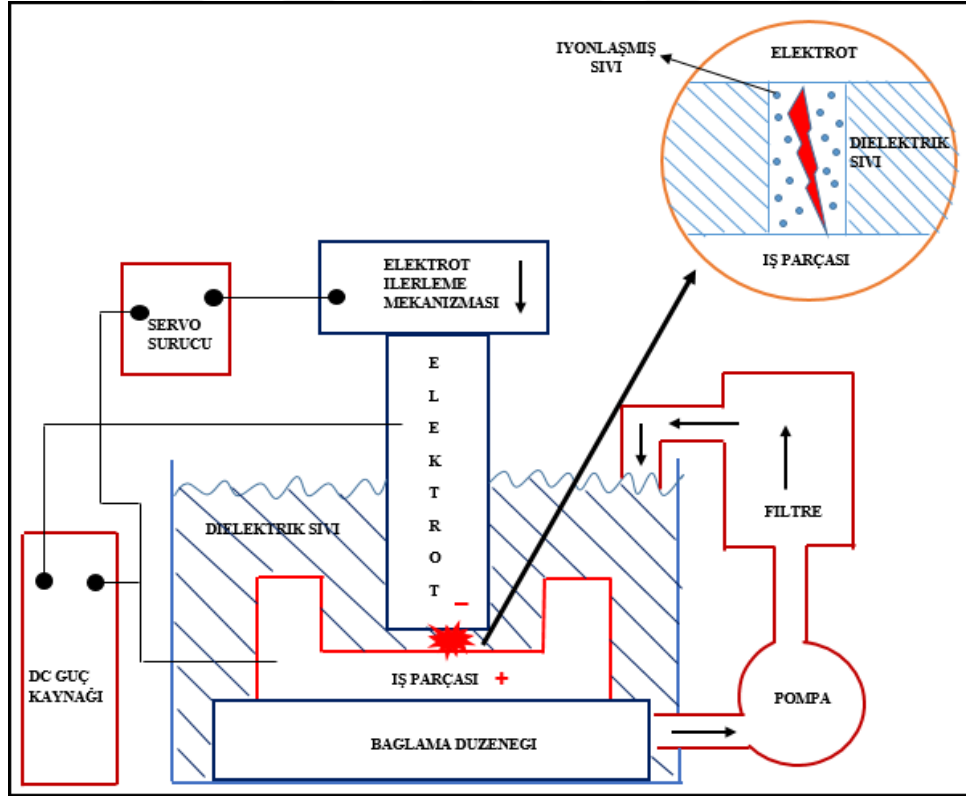 IYONLAŞMIŞ
SIVI
ELEKTROT
DIELEKTRIK
SIVI
IŞ PARÇASI
ELEKTROT
ILERLEME
MEKANIZMASI
SERVO
SURUCU
E
L
E
K
T
R
O
T
FILTRE
DIELEKTRIK SIVI
−
DC GUÇ
KAYNAĞI
IŞ PARÇASI +
POMPA
BAGLAMA DUZENEGI